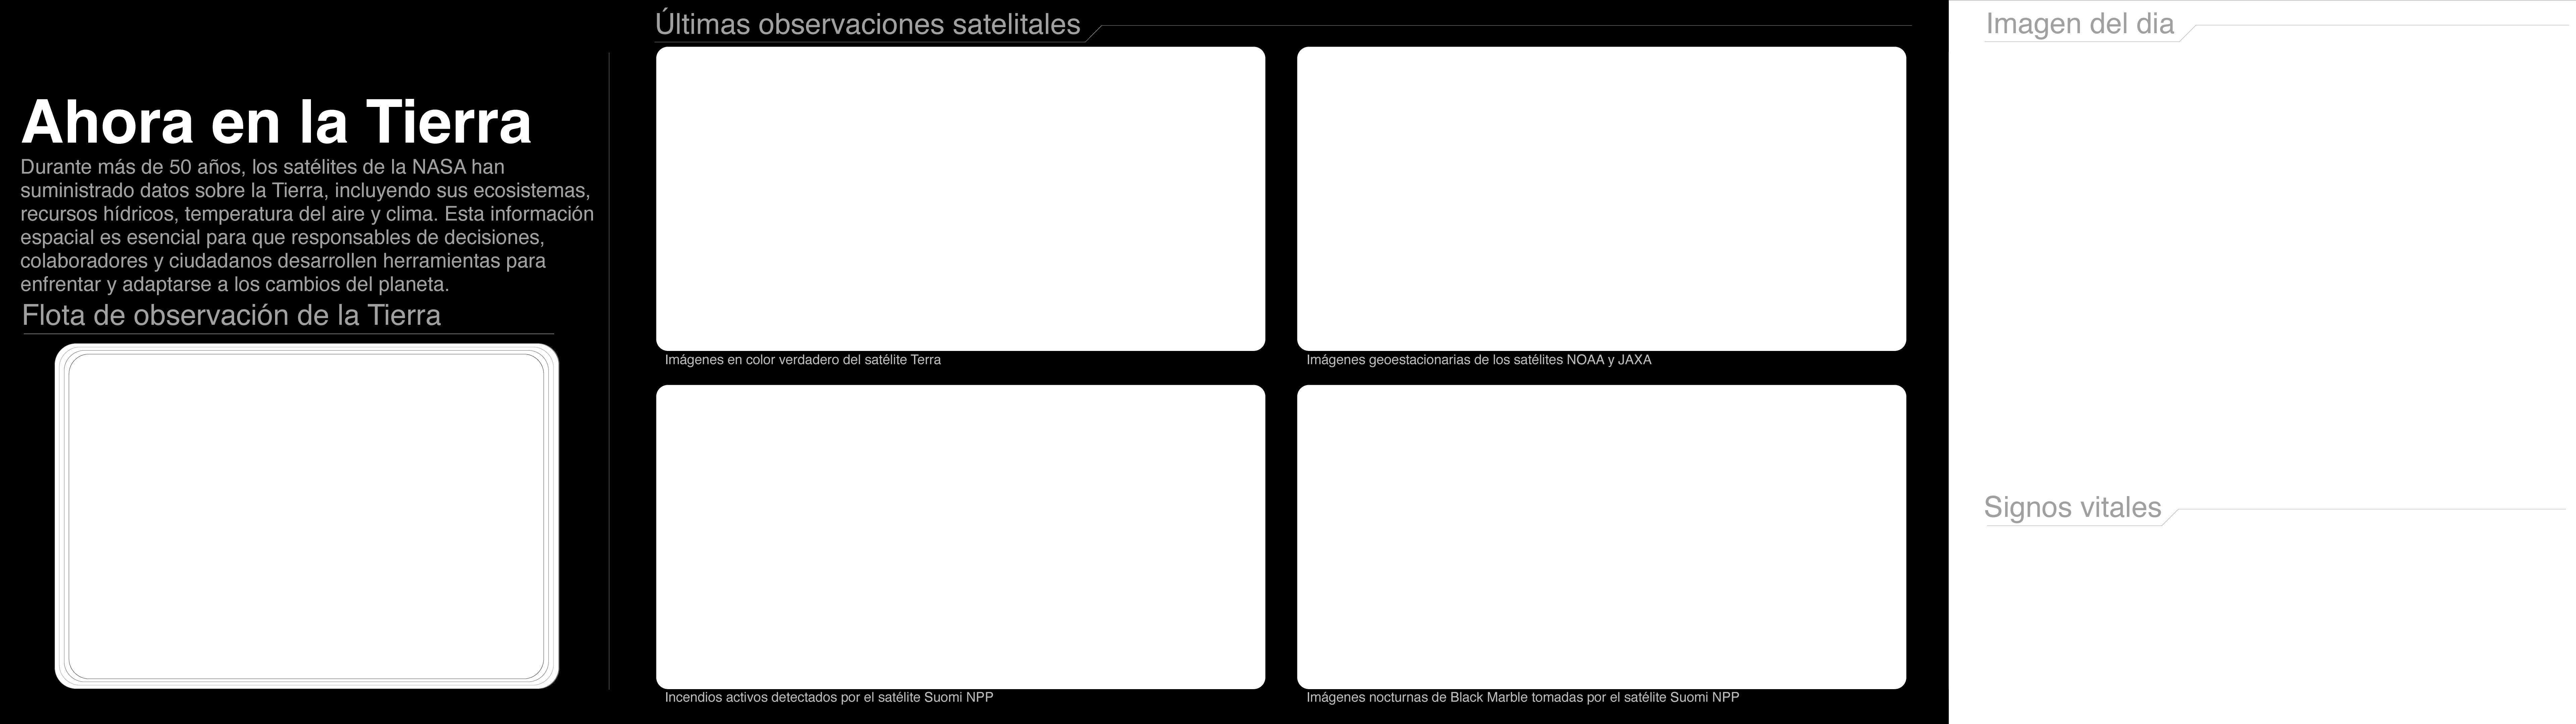 Ahora en la Tierra
Durante más de 50 años, los satélites de la NASA han
suministrado datos sobre la Tierra, incluyendo sus ecosistemas,
recursos hídricos, temperatura del aire y clima. Esta información
espacial es esencial para que responsables de decisiones,
colaboradores y ciudadanos desarrollen herramientas para
enfrentar y adaptarse a los cambios del planeta.
Flota de observación de la Tierra
Últimas observaciones satelitales
Imágenes en color verdadero del satélite Terra
Imágenes geoestacionarias de los satélites NOAA y JAXA
Incendios activos detectados por el satélite Suomi NPP
Imágenes nocturnas de Black Marble tomadas por el satélite Suomi NPP
Imagen del dia
Signos vitales